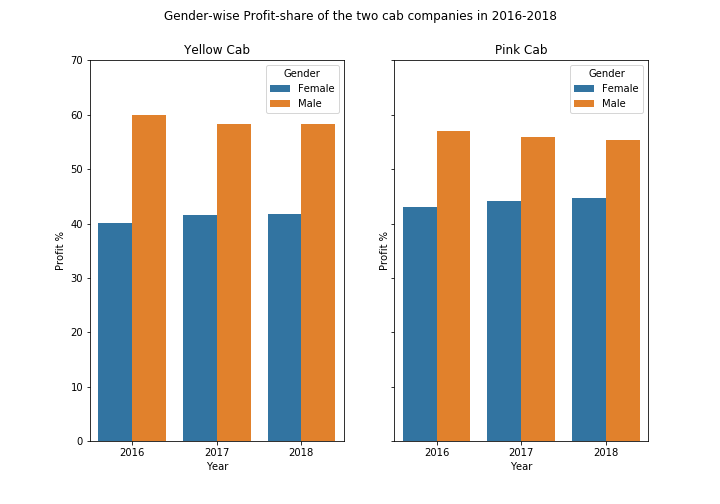 Gender-wise Profit-share of the two cab companies in 2016-2018
Yellow Cab
Profit %
70
60
50
40
30
20
10
0
Gender
Female
Male
2016 2017 2018
Year
Pink Cab
Profit %
Gender
Female
Male
2016 2017 2018
Year